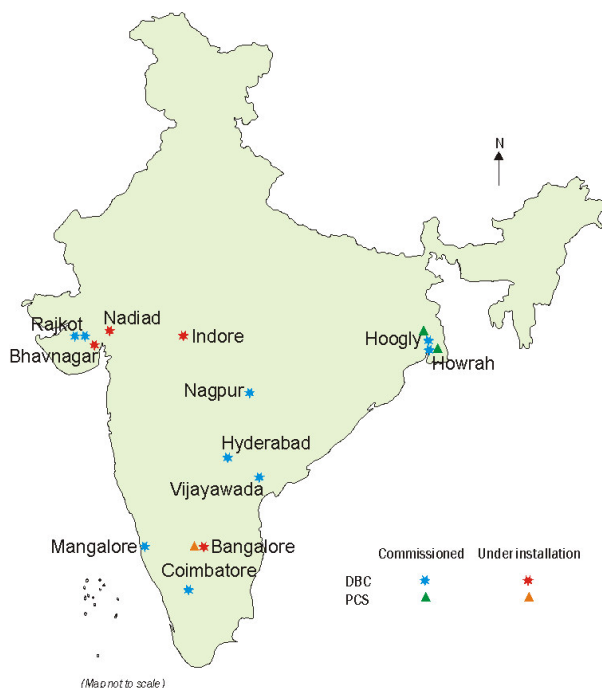 N
Nadiad
Rajkot
Indore
Hoogly
Bhavnagar
Howrah
Nagpur
Hyderabad
Vijayawada
Mangalore
Bangalore
Coimbatore
Commissioned Under installation
DBC
PCS
(Map not to scale)